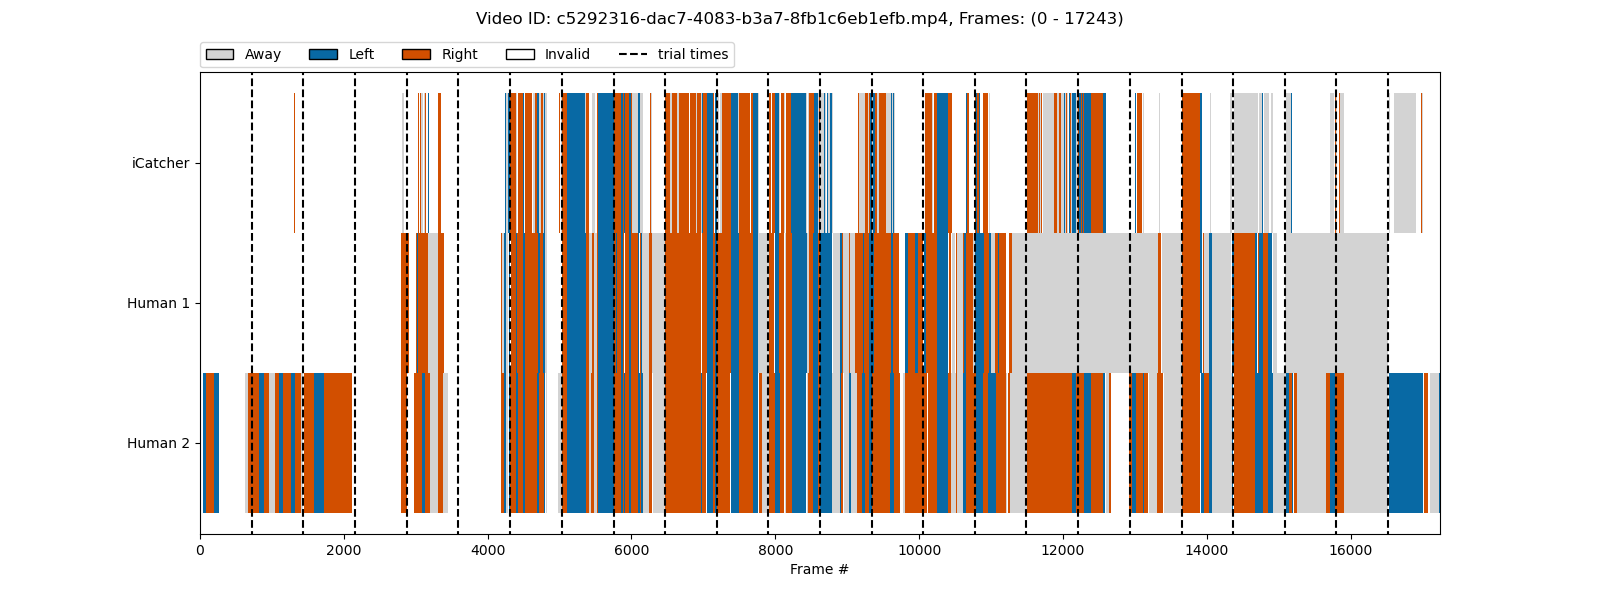 Video ID: c5292316-dac7-4083-b3a7-8fb1c6eb1efb.mp4, Frames: (0 - 17243)
Away Left Right Invalid trial times
iCatcher
Human 1
Human 2
0 2000 4000 6000 8000 10000 12000 14000 16000
Frame #